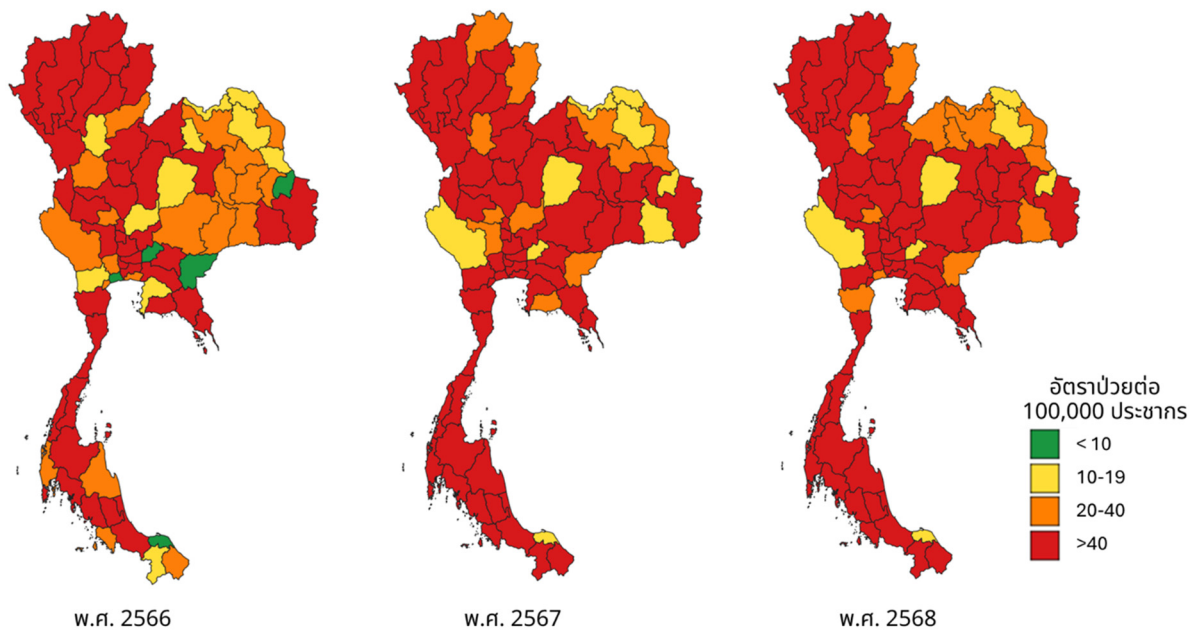 อัตราป่วยต่อ
100,000 ประชากร
< 10
10-19
20-40
>40
พ.ศ. 2566
พ.ศ. 2567
พ.ศ. 2568